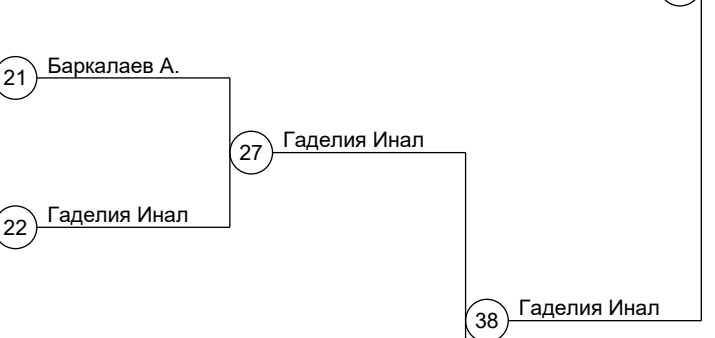 21 Баркалаев А.
27 Гаделия Инал
22 Гаделия Инал
38 Гаделия Инал